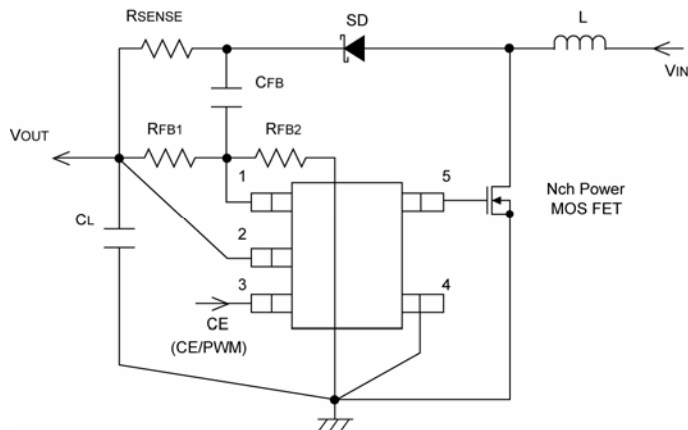 RSENSE
SD
L
VIN
CFB
VOUT
RFB1
RFB2
1
5
Nch Power
MOS FET
CL
2
3
4
CE
(CE/PWM)